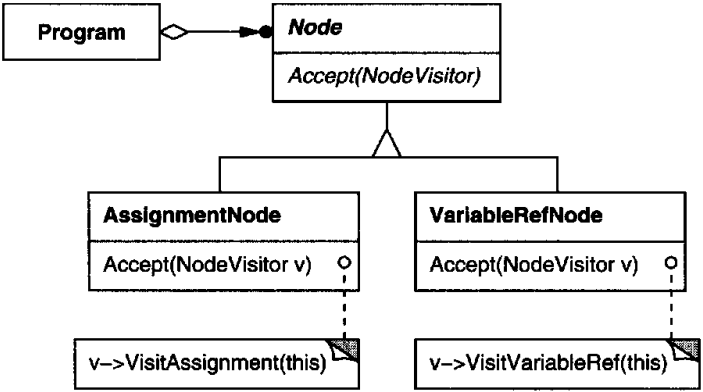 Program
Node
Accept(NodeVisitor)
AssignmentNode
Accept(NodeVisitor v)
v–>VisitAssignment(this)
VariableRefNode
Accept(NodeVisitor v)
v–>VisitVariableRef(this)